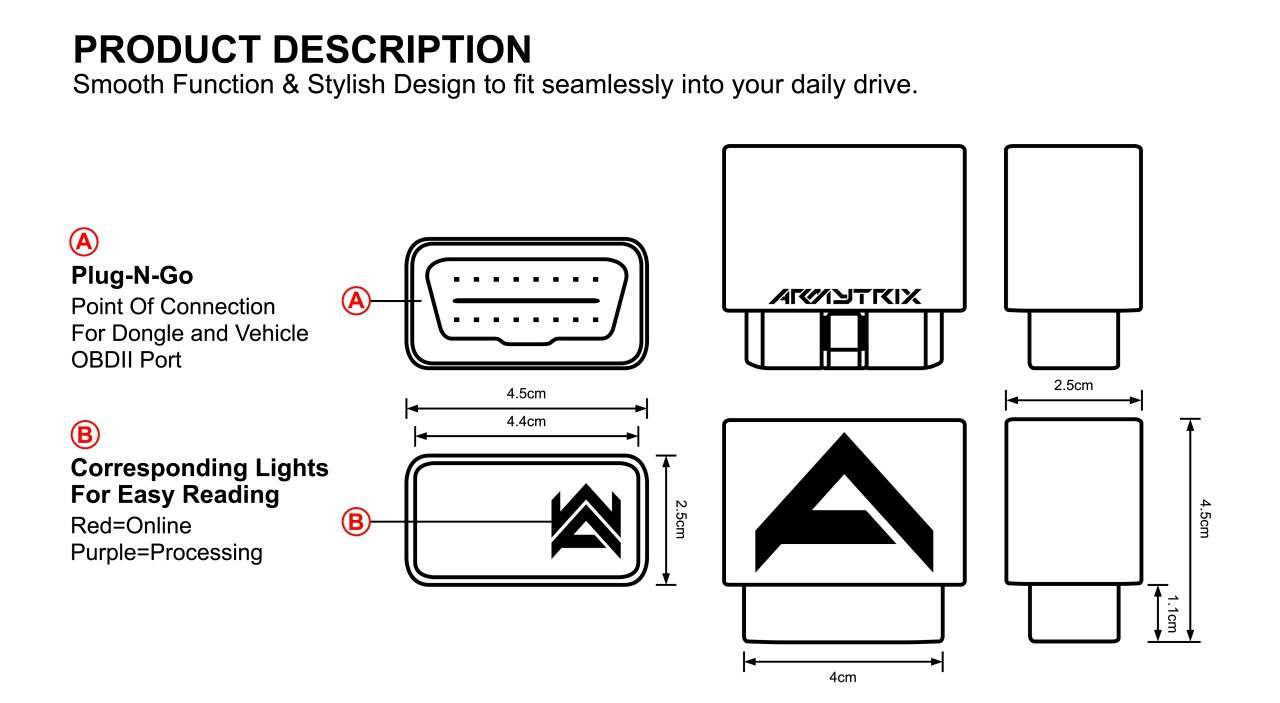 PRODUCT DESCRIPTION
Smooth Function & Stylish Design to fit seamlessly into your daily drive.
A
Plug-N-Go
Point Of Connection
For Dongle and Vehicle
OBDII Port
A
ARMYTRIX
4.5cm
4.4cm
2.5cm
B
Corresponding Lights
For Easy Reading
Red=Online
Purple=Processing
B
2.5cm
4.5cm
1.1cm
4cm